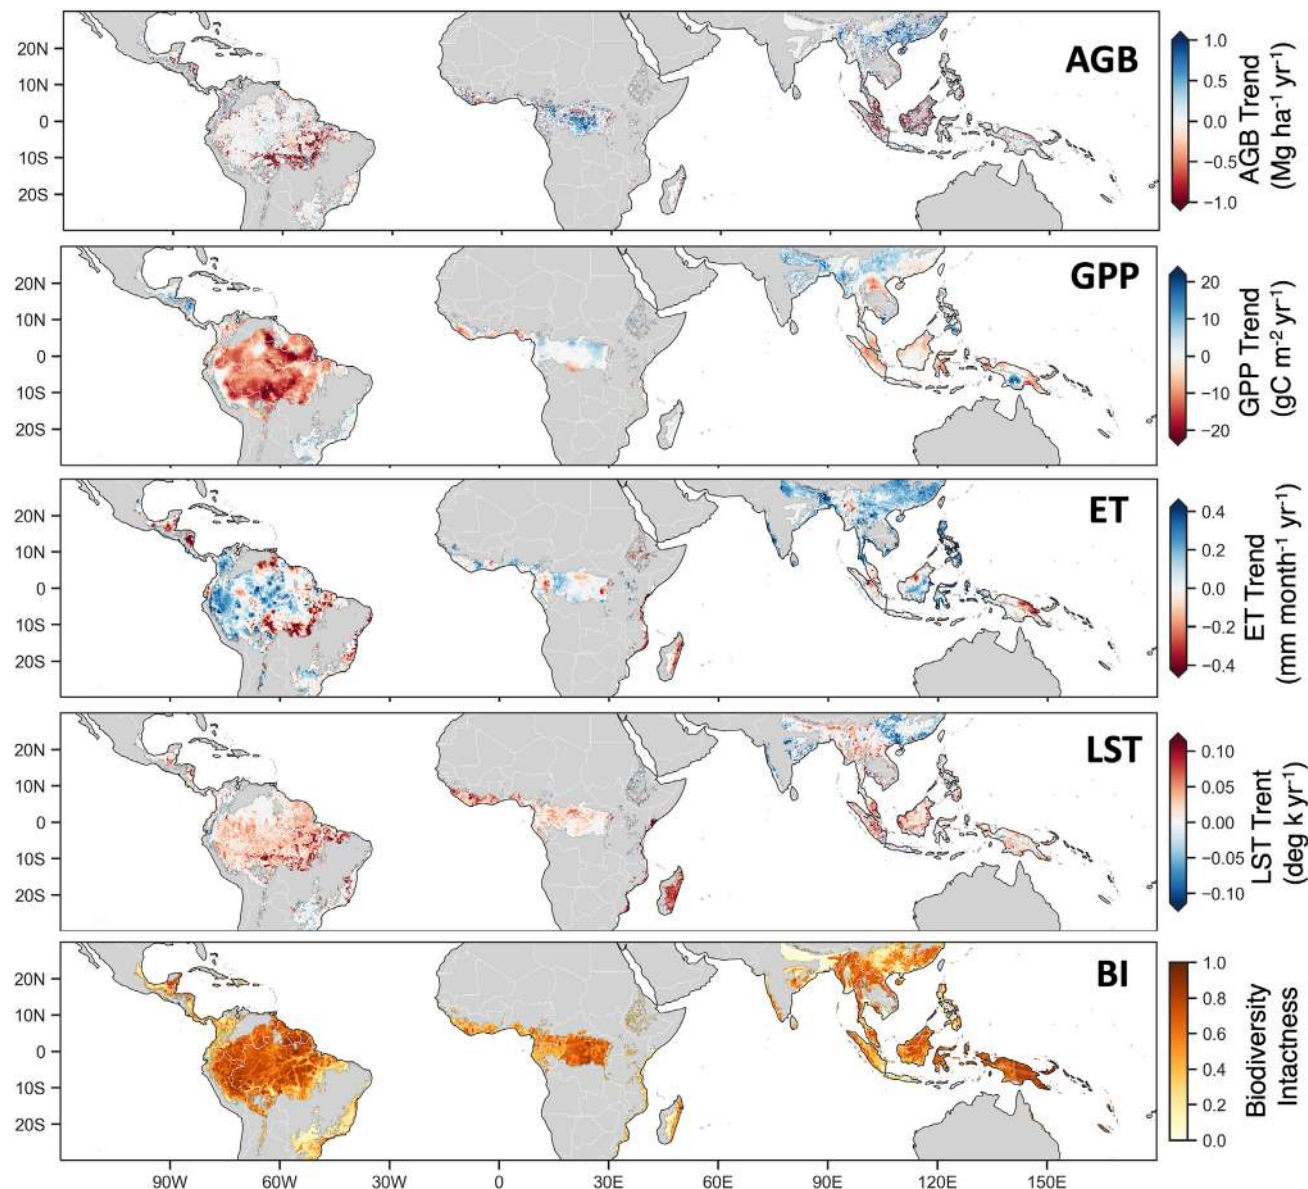 AGB
20N
10N
0
10S
20S
1.0
0.5
0.0
−0.5
−1.0
AGB Trend
(Mg ha⁻¹ yr⁻¹)
GPP
20N
10N
0
10S
20S
20
10
0
−10
−20
GPP Trend
(gC m⁻² yr⁻¹)
ET
20N
10N
0
10S
20S
0.4
0.2
0.0
−0.2
−0.4
ET Trend
(mm month⁻¹ yr⁻¹)
LST
20N
10N
0
10S
20S
0.10
0.05
0.00
−0.05
−0.10
LST Trent
(deg k yr⁻¹)
BI
20N
10N
0
10S
20S
1.0
0.8
0.6
0.4
0.2
0.0
Biodiversity
Intactness
90W 60W 30W 0 30E 60E 90E 120E 150E